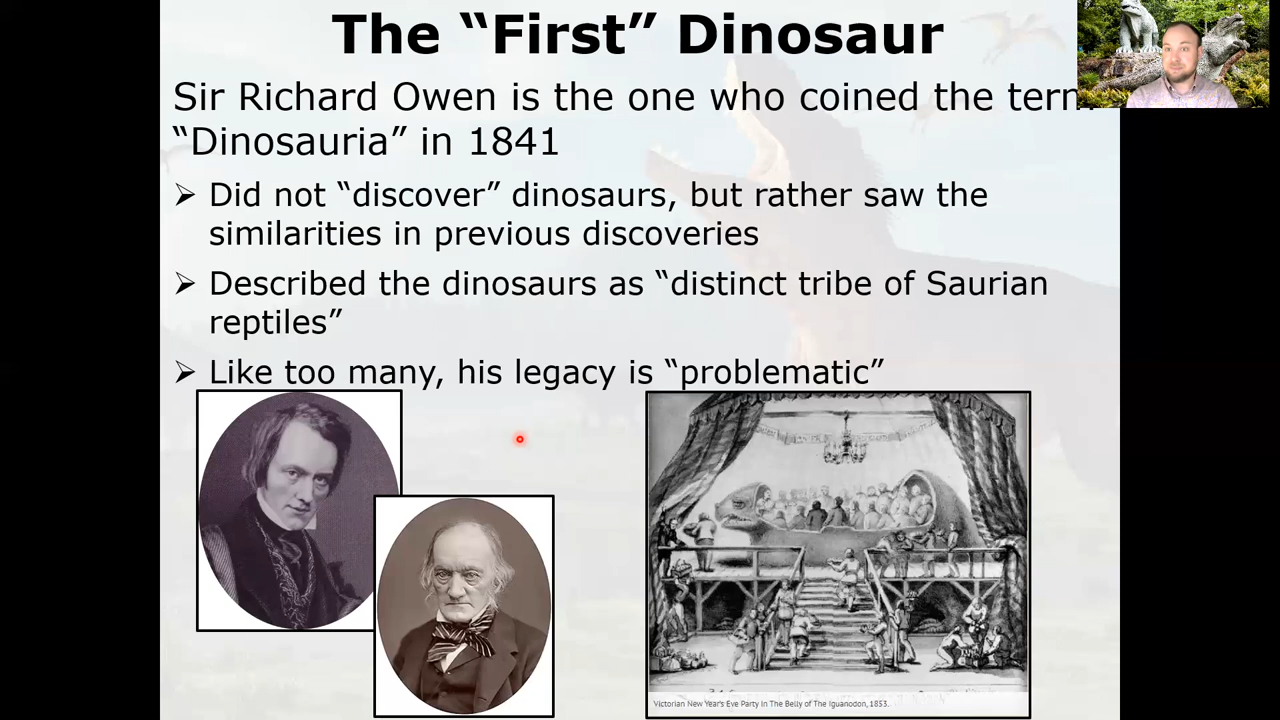 The “First” Dinosaur
Sir Richard Owen is the one who coined the term
“Dinosauria” in 1841
➢ Did not “discover” dinosaurs, but rather saw the
similarities in previous discoveries
➢ Described the dinosaurs as “distinct tribe of Saurian
reptiles”
➢ Like too many, his legacy is “problematic”
Victorian New Year's Eve Party In The Belly of The Iguanodon, 1853.